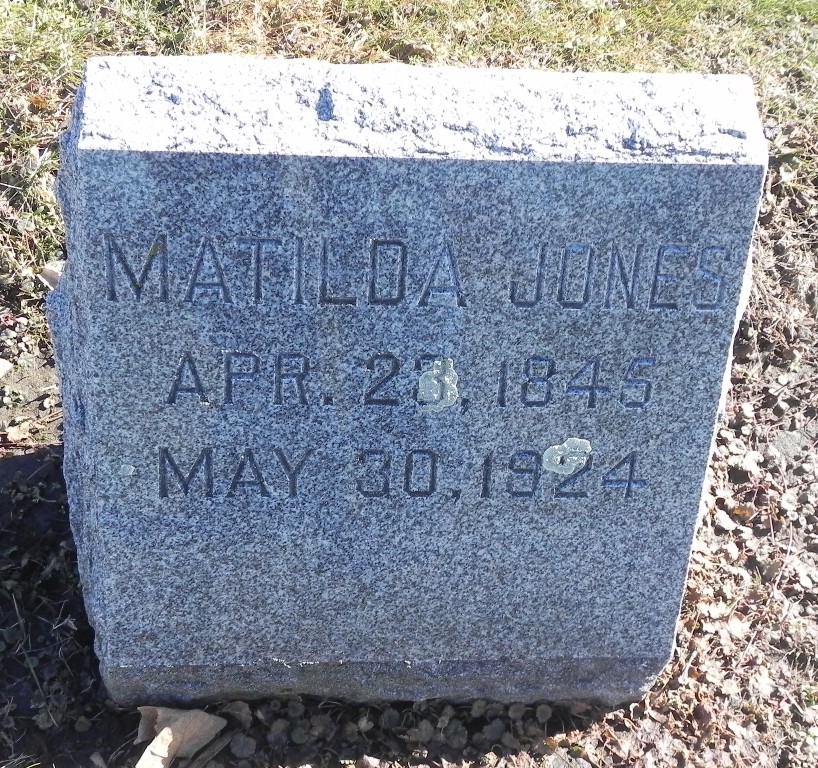 MATILDA JONES
APR. 23, 1845
MAY 30, 1924